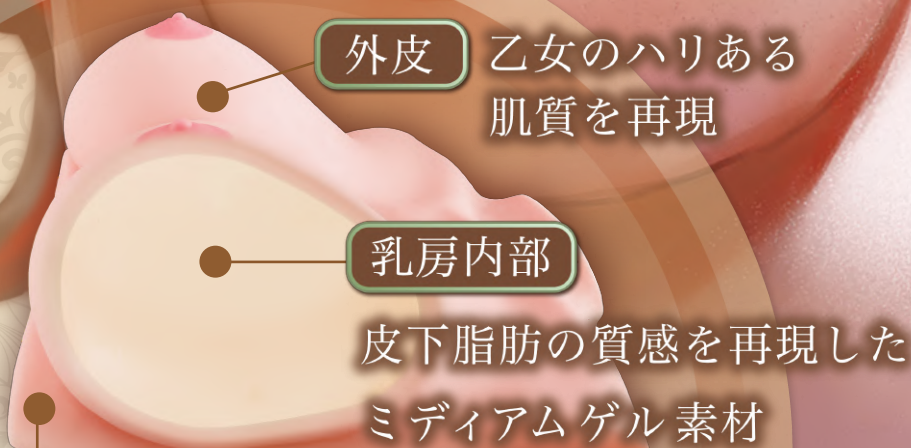 外皮
乙女のハリある
肌質を再現
乳房内部
皮下脂肪の質感を再現した
ミディアムゲル素材